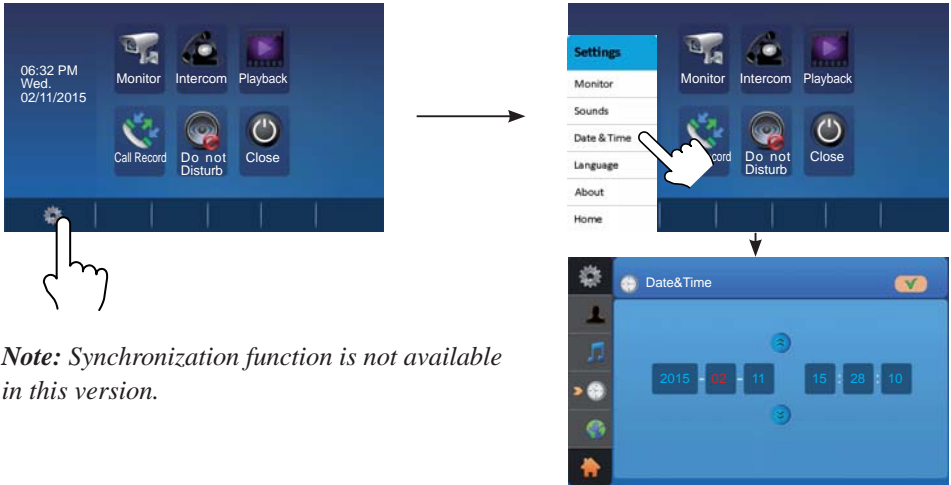 06:32 PM
Wed.
02/11/2015
Monitor Intercom Playback
Call Record Do not Disturb Close
Settings
Monitor
Sounds
Date & Time
Language
About
Home
Monitor Intercom Playback
cord Do not Disturb Close
Note: Synchronization function is not available
in this version.
Date&Time
2015 - 02 - 11 15 : 28 : 10